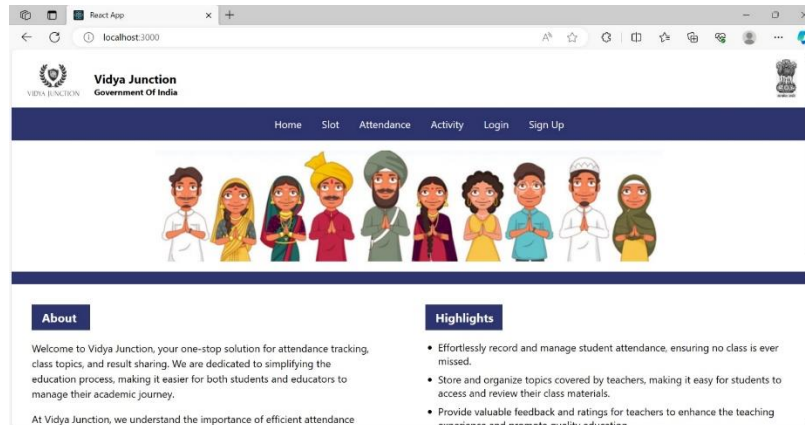 React App
localhost:3000
VIDYA JUNCTION
Vidya Junction
Government Of India
Home Slot Attendance Activity Login Sign Up
About
Welcome to Vidya Junction, your one-stop solution for attendance tracking,
class topics, and result sharing. We are dedicated to simplifying the
education process, making it easier for both students and educators to
manage their academic journey.
At Vidya Junction, we understand the importance of efficient attendance
Highlights
• Effortlessly record and manage student attendance, ensuring no class is ever
missed.
• Store and organize topics covered by teachers, making it easy for students to
access and review their class materials.
• Provide valuable feedback and ratings for teachers to enhance the teaching
experience and promote quality education.